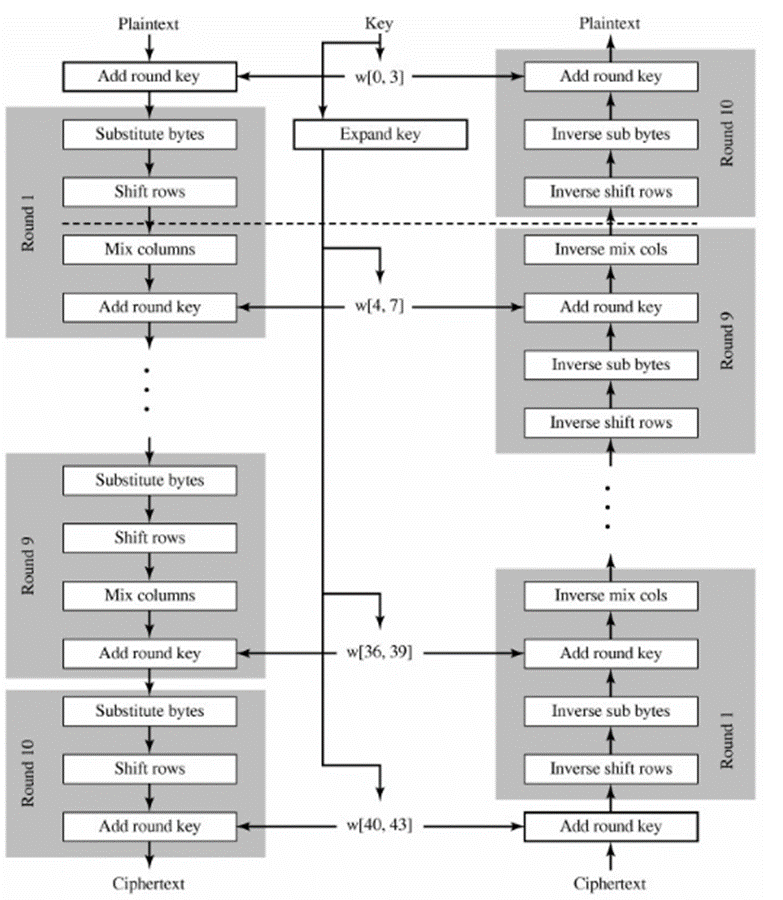 Plaintext
Key
Plaintext
Add round key
w[0, 3]
Add round key
Substitute bytes
Expand key
Inverse sub bytes
Round 10
Shift rows
Inverse shift rows
Round 1
Mix columns
Inverse mix cols
Add round key
w[4, 7]
Add round key
Round 9
Inverse sub bytes
Inverse shift rows
Substitute bytes
Shift rows
Round 9
Mix columns
Inverse mix cols
Add round key
w[36, 39]
Add round key
Substitute bytes
Inverse sub bytes
Round 1
Round 10
Shift rows
Inverse shift rows
Add round key
w[40, 43]
Add round key
Ciphertext
Ciphertext